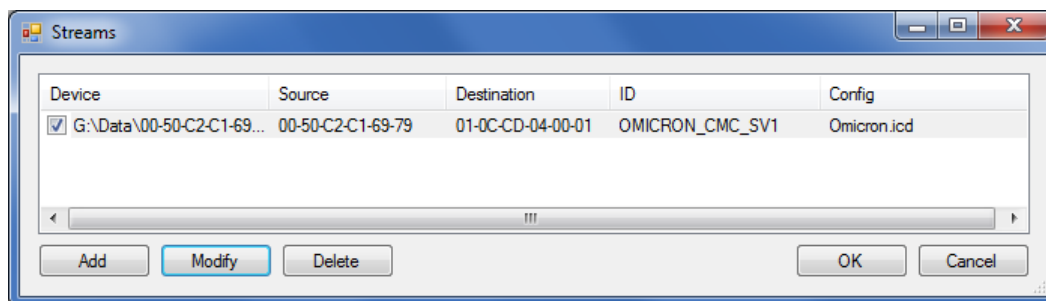 Streams
Device Source Destination ID Config
G:\Data\00-50-C2-C1-69... 00-50-C2-C1-69-79 01-0C-CD-04-00-01 OMICRON_CMC_SV1 Omicron.icd
Add Modify Delete OK Cancel